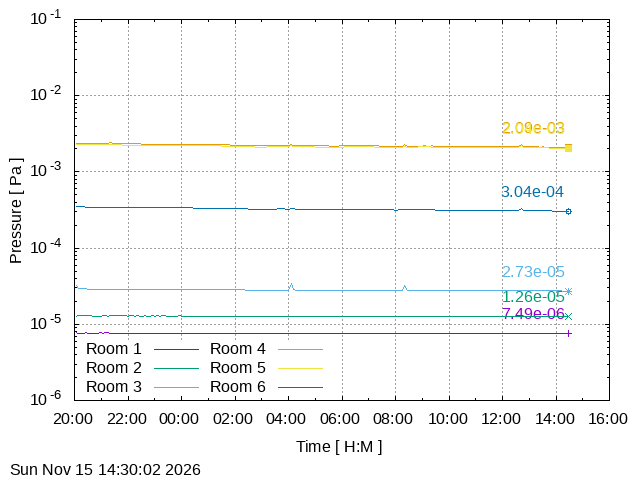 10^-1
10^-2
10^-3
10^-4
10^-5
10^-6
Pressure [ Pa ]
2.09e-03
3.04e-04
2.73e-05
1.26e-05
7.49e-06
Room 1 Room 4
Room 2 Room 5
Room 3 Room 6
20:00 22:00 00:00 02:00 04:00 06:00 08:00 10:00 12:00 14:00 16:00
Time [ H:M ]
Sun Nov 15 14:30:02 2026